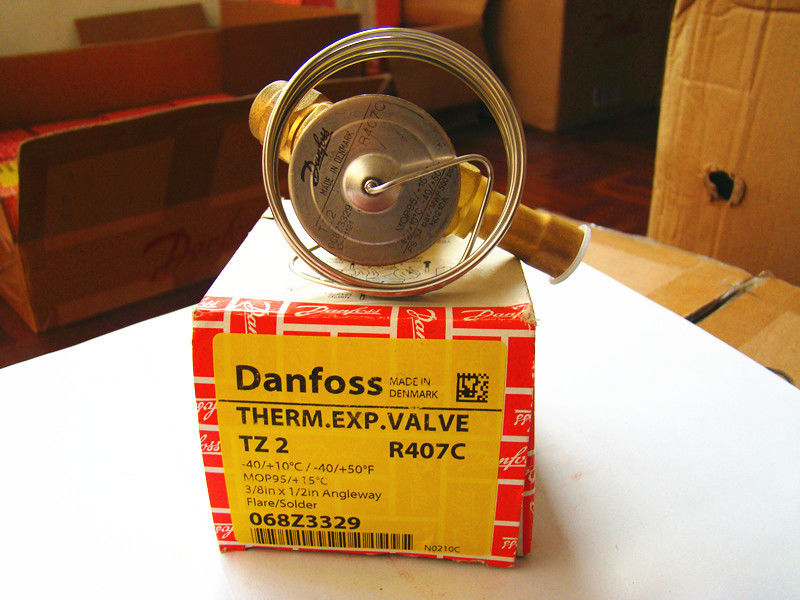 Danfoss
MADE IN DENMARK
R407C
Danfoss
Danfoss MADE IN
DENMARK
THERM.EXP.VALVE
TZ 2 R407C
-40/+10°C / -40/+50°F
MOP95/+15°C
3/8in x 1/2in Angleway
Flare/Solder
068Z3329
N0210C